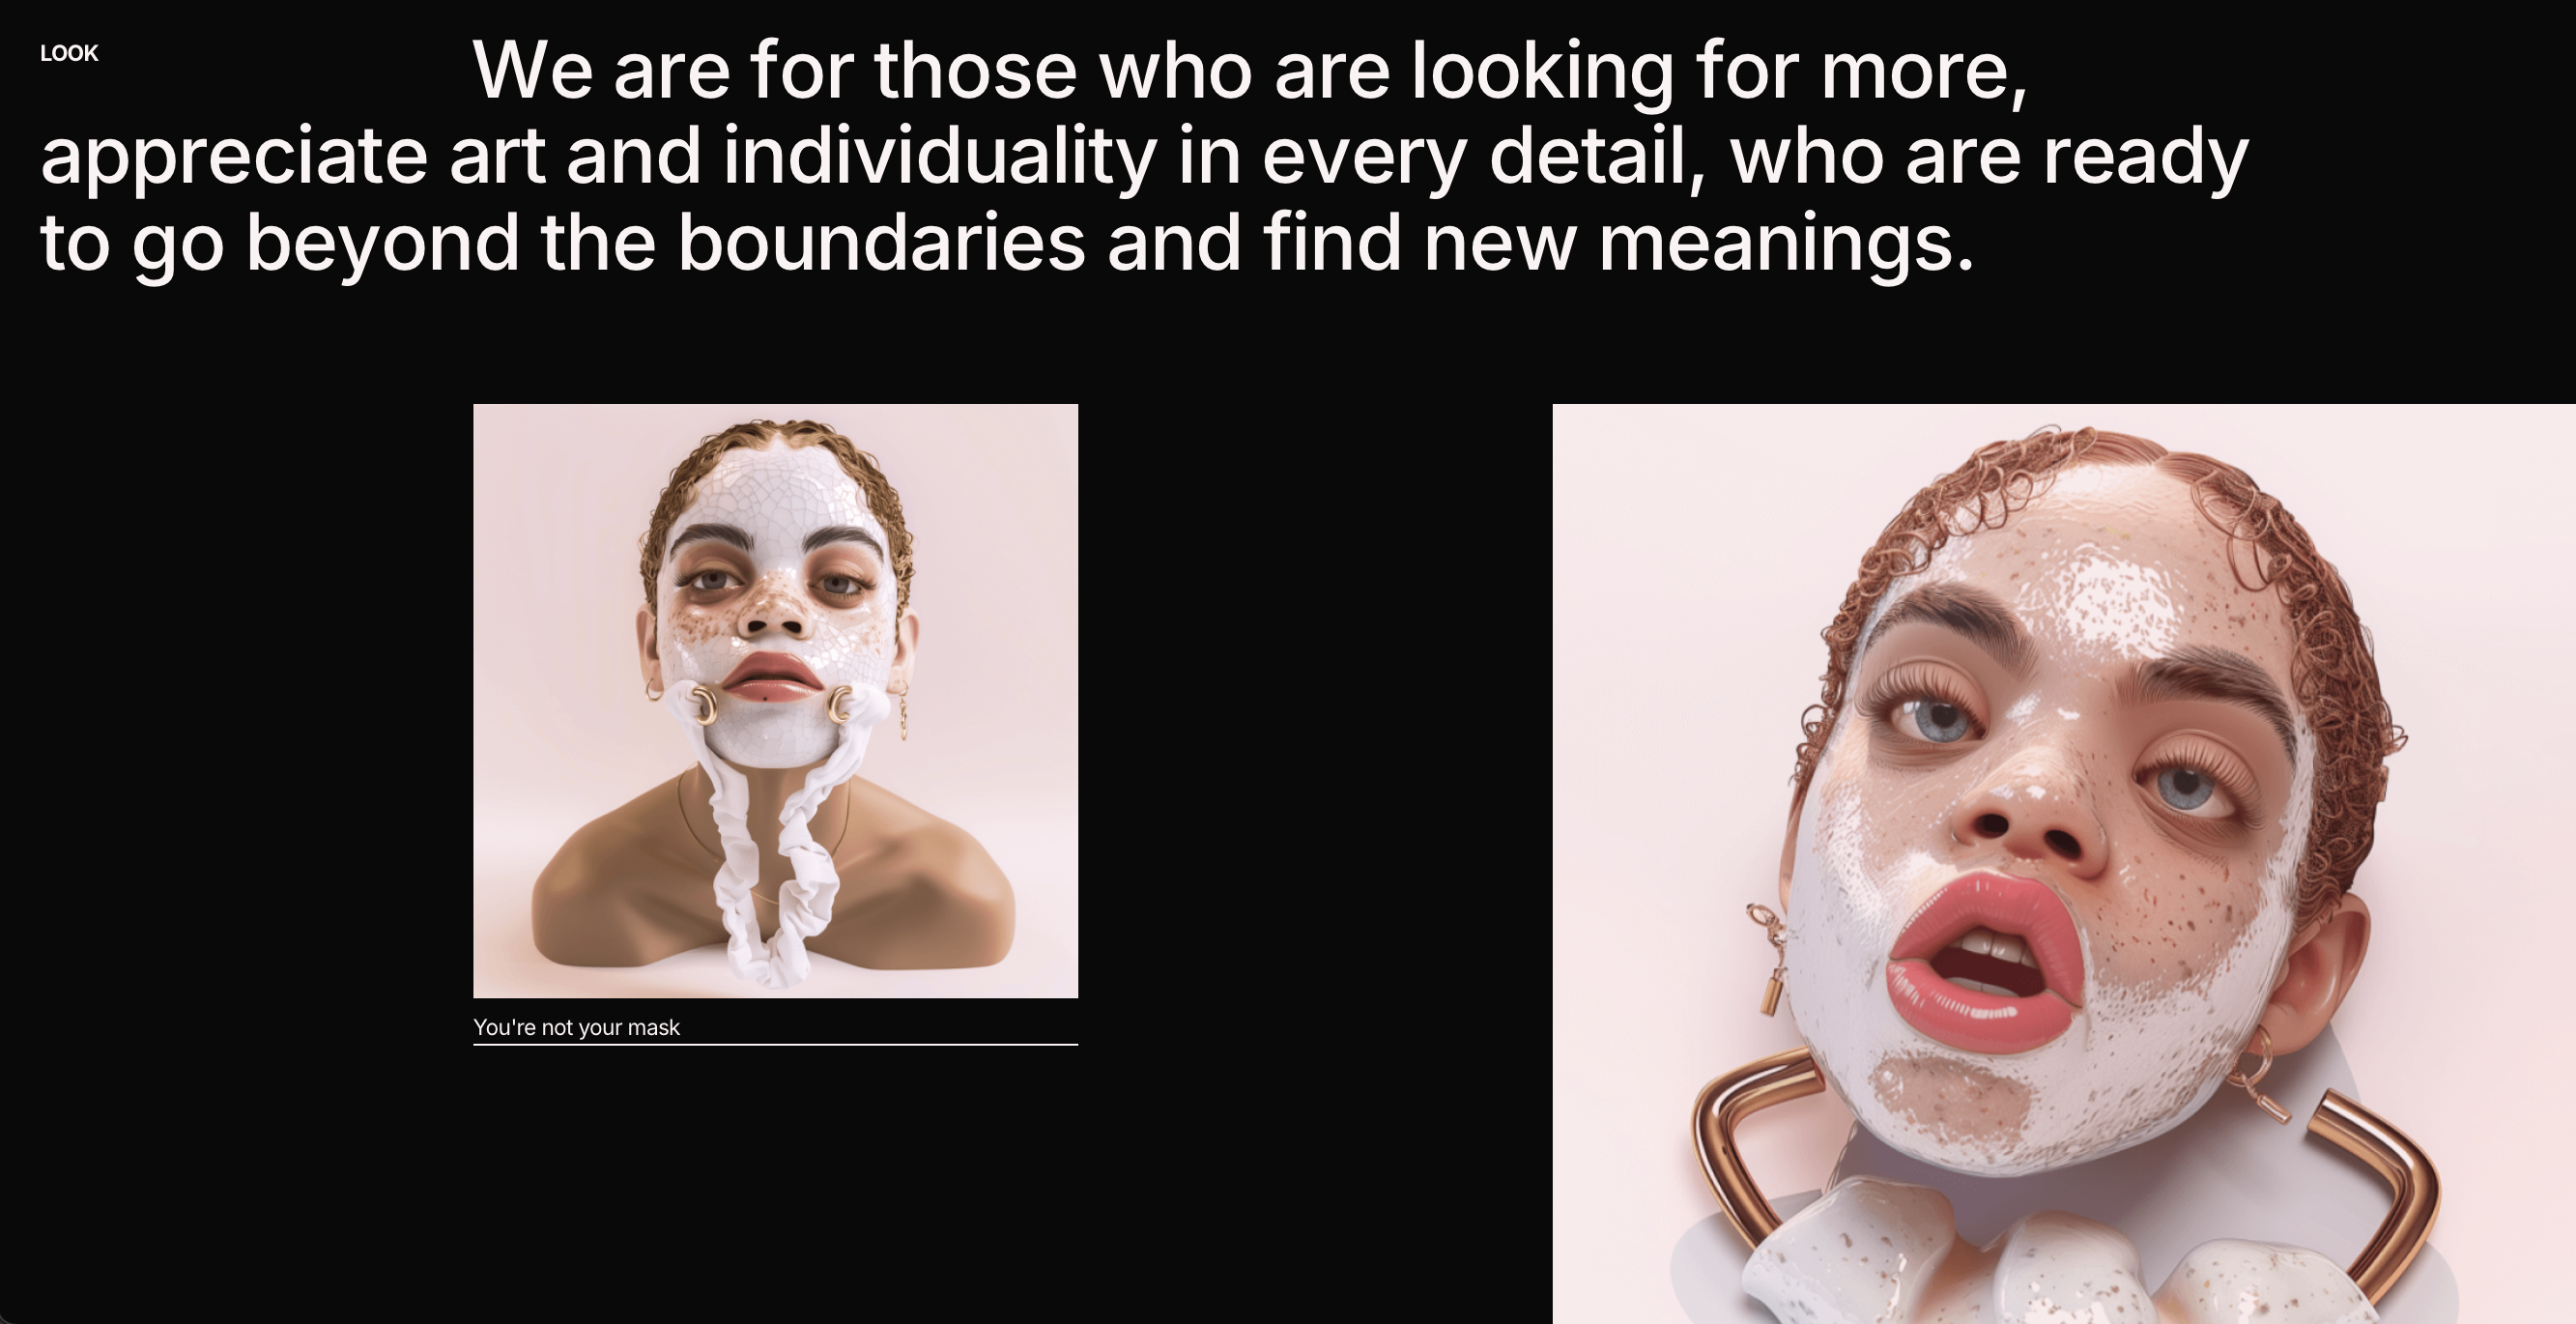 LOOK
We are for those who are looking for more,
appreciate art and individuality in every detail, who are ready
to go beyond the boundaries and find new meanings.
You're not your mask